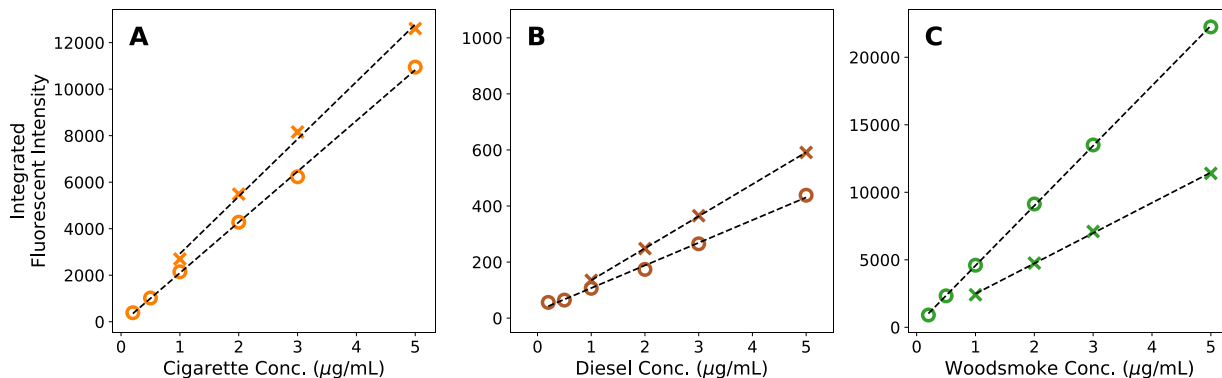 Integrated
Fluorescent Intensity
A
12000
10000
8000
6000
4000
2000
0
0 1 2 3 4 5
Cigarette Conc. (μg/mL)
B
1000
800
600
400
200
0
0 1 2 3 4 5
Diesel Conc. (μg/mL)
C
20000
15000
10000
5000
0
0 1 2 3 4 5
Woodsmoke Conc. (μg/mL)